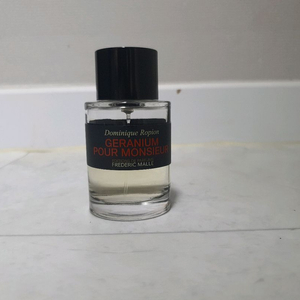 Dominique Ropion
GERANIUM
POUR MONSIEUR
FREDERIC MALLE